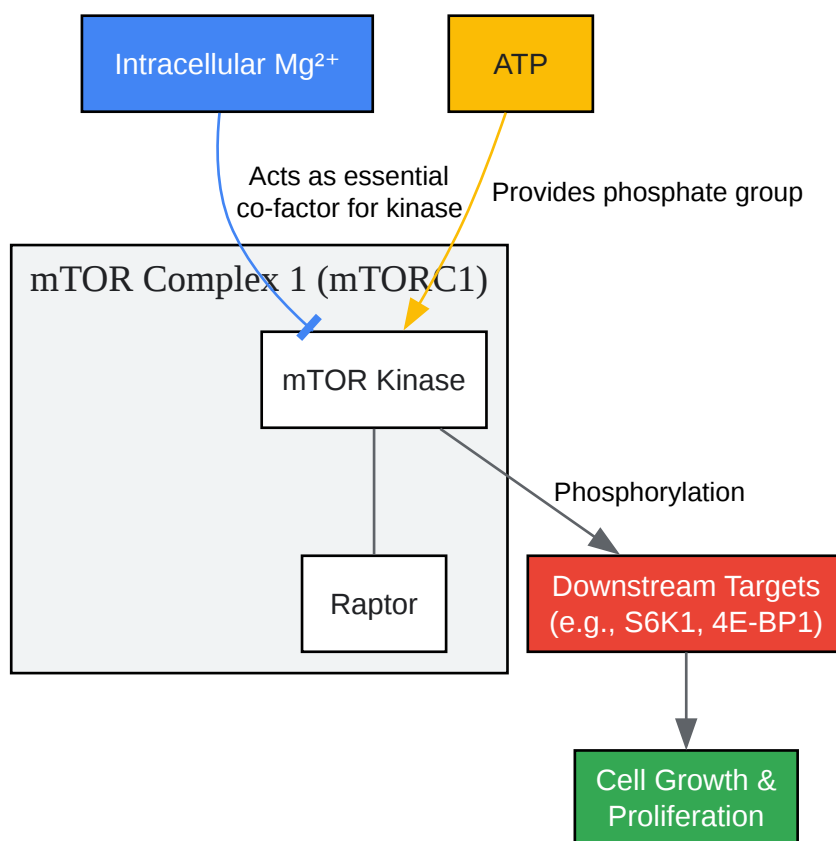 Intracellular Mg²⁺
ATP
Acts as essential
co-factor for kinase
Provides phosphate group
mTOR Complex 1 (mTORC1)
mTOR Kinase
Phosphorylation
Raptor
Downstream Targets
(e.g., S6K1, 4E-BP1)
Cell Growth &
Proliferation